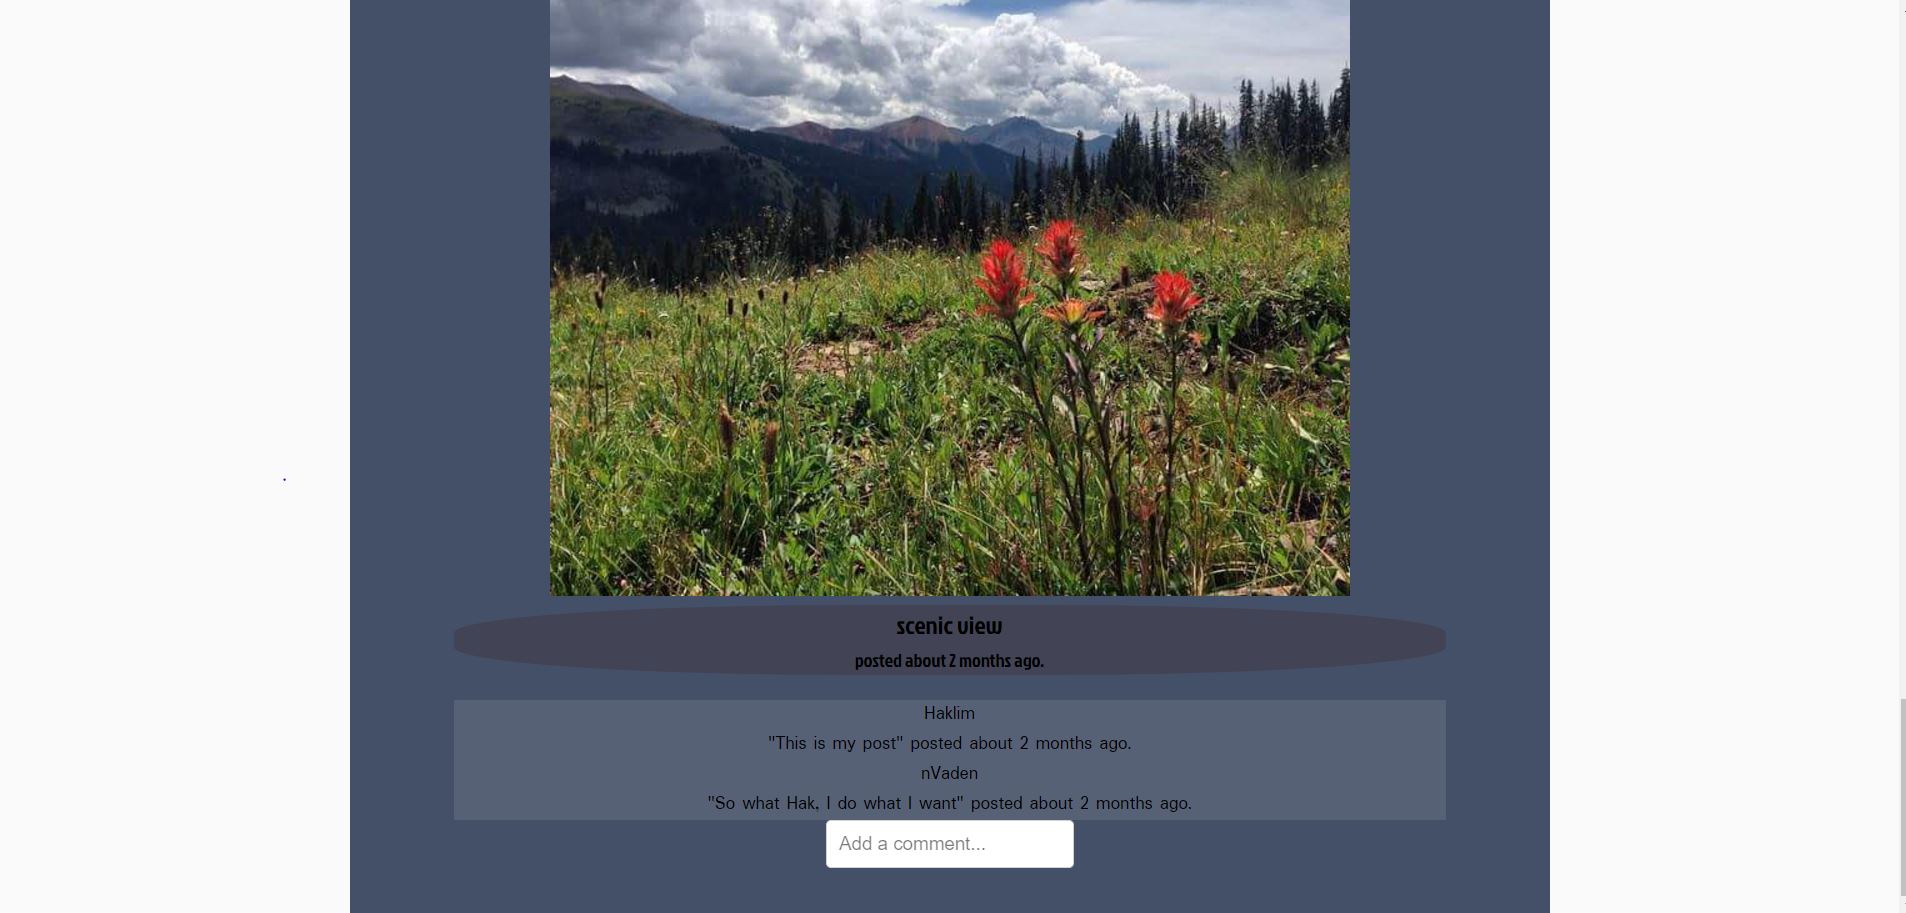 scenic view
posted about 2 months ago.
Haklim
"This is my post" posted about 2 months ago.
nVaden
"So what Hak, I do what I want" posted about 2 months ago.
Add a comment...